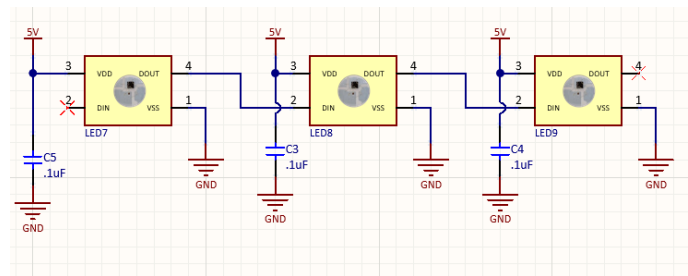 5V
5V
5V
3 VDD DOUT 4
3 VDD DOUT 4
3 VDD DOUT 4
2 DIN VSS 1
2 DIN VSS 1
2 DIN VSS 1
LED7
LED8
LED9
C5
.1uF
C3
.1uF
C4
.1uF
GND
GND
GND
GND
GND
GND